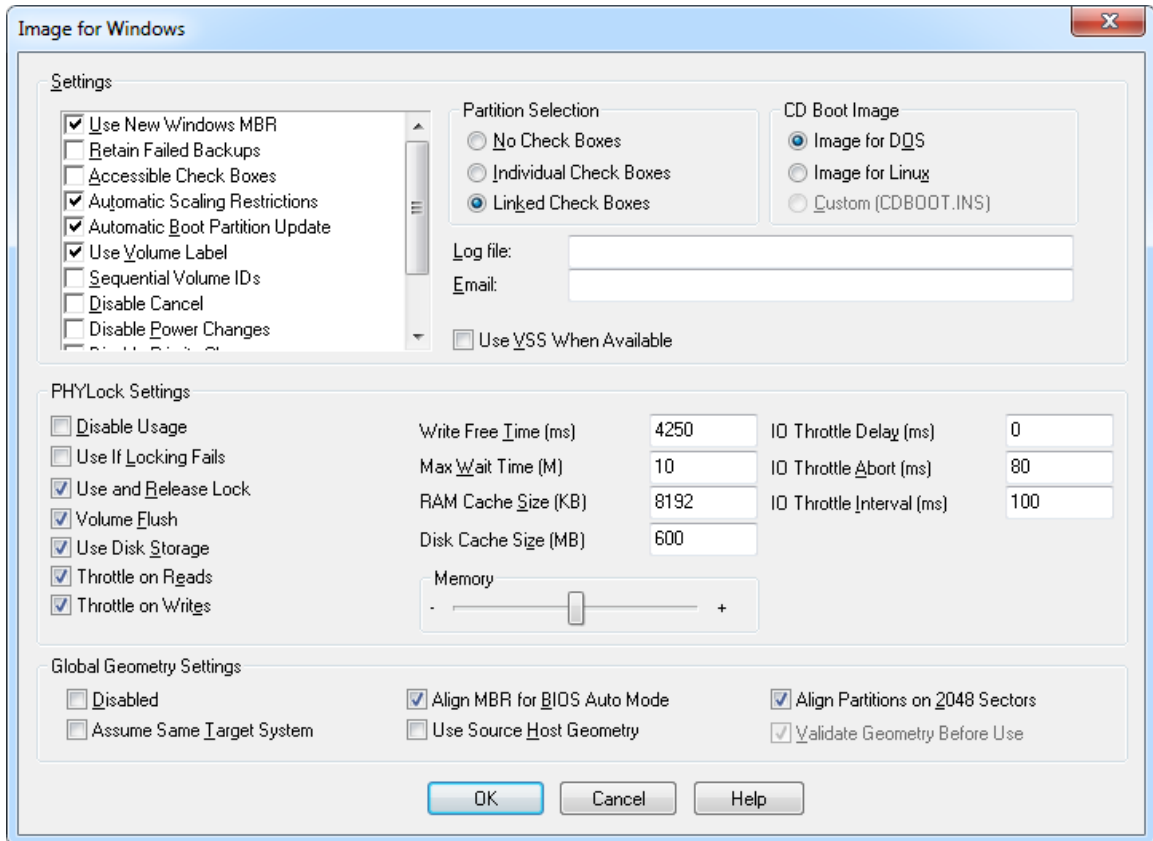 Image for Windows
Settings
Use New Windows MBR
Retain Failed Backups
Accessible Check Boxes
Automatic Scaling Restrictions
Automatic Boot Partition Update
Use Volume Label
Sequential Volume IDs
Disable Cancel
Disable Power Changes
Partition Selection
No Check Boxes
Individual Check Boxes
Linked Check Boxes
CD Boot Image
Image for DOS
Image for Linux
Custom (CDBOOT.INS)
Log file:
Email:
Use VSS When Available
PHYLock Settings
Disable Usage
Use If Locking Fails
Use and Release Lock
Volume Flush
Use Disk Storage
Throttle on Reads
Throttle on Writes
Write Free Time (ms) 4250
Max Wait Time (M) 10
RAM Cache Size (KB) 8192
Disk Cache Size (MB) 600
Memory
- +
IO Throttle Delay (ms) 0
IO Throttle Abort (ms) 80
IO Throttle Interval (ms) 100
Global Geometry Settings
Disabled
Assume Same Target System
Align MBR for BIOS Auto Mode
Use Source Host Geometry
Align Partitions on 2048 Sectors
Validate Geometry Before Use
OK Cancel Help